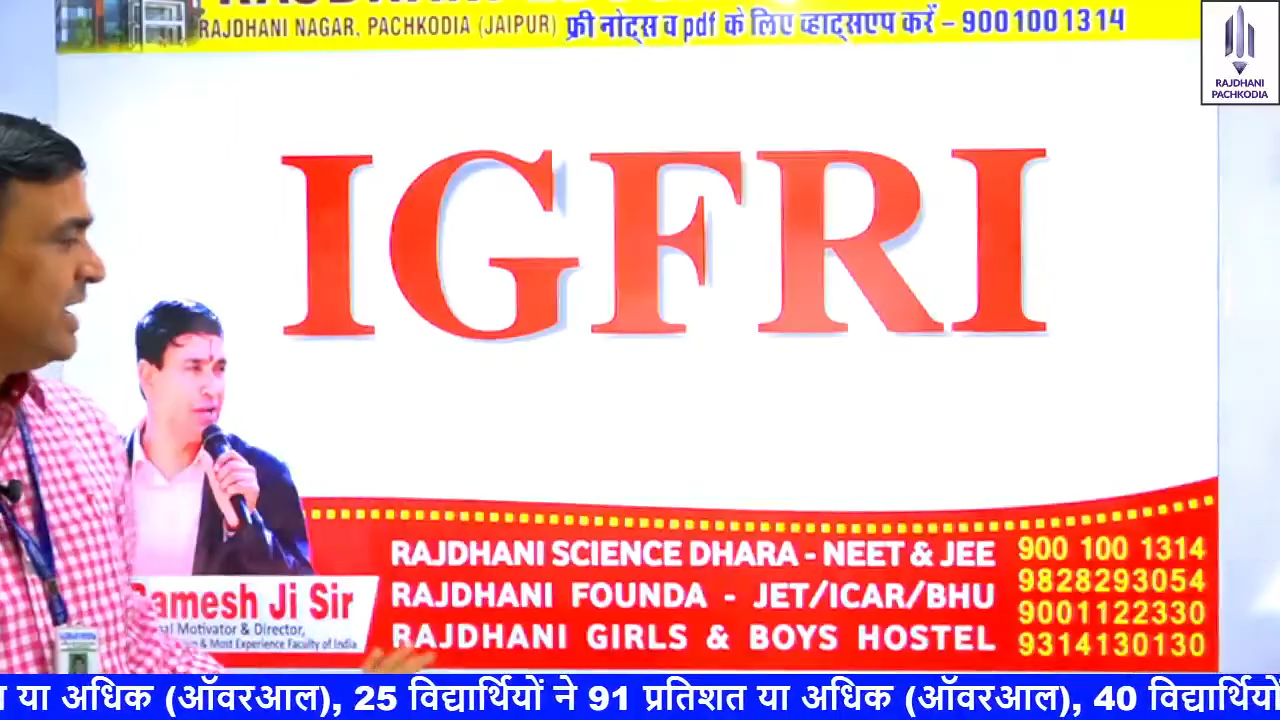 RAJDHANI NAGAR, PACHKODIA (JAIPUR) फ्री नोट्स व pdf के लिए व्हाट्सएप करें – 9001001314
RAJDHANI
PACHKODIA
IGFRI
RAJDHANI SCIENCE DHARA - NEET & JEE 900 100 1314
9828293054
RAJDHANI FOUNDA - JET/ICAR/BHU
9001122330
RAJDHANI GIRLS & BOYS HOSTEL 9314130130
Ramesh Ji Sir
Motivator & Director,
& Most Experience Faculty of India
या अधिक (ऑवरआल), 25 विद्यार्थियों ने 91 प्रतिशत या अधिक (ऑवरआल), 40 विद्यार्थियों